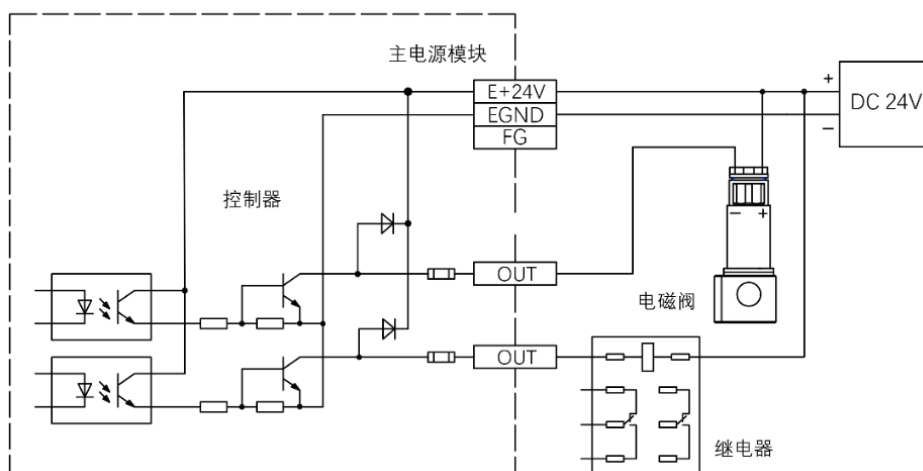 主电源模块
E+24V
EGND
FG
+
−
DC 24V
控制器
− +
OUT
电磁阀
OUT
继电器